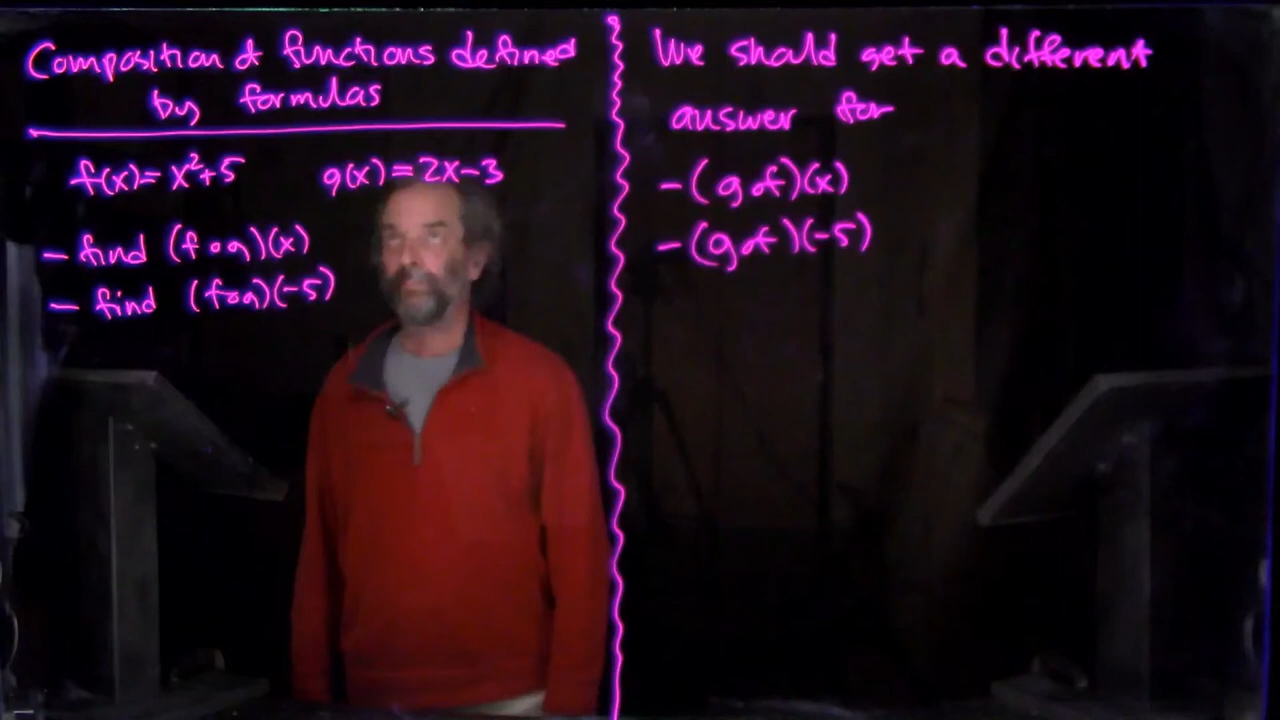 Composition of functions defined
by formulas
f(x)=x²+5 g(x)=2x-3
- find (f∘g)(x)
- find (f∘g)(-5)
We should get a different
answer for
-(g∘f)(x)
-(g∘f)(-5)